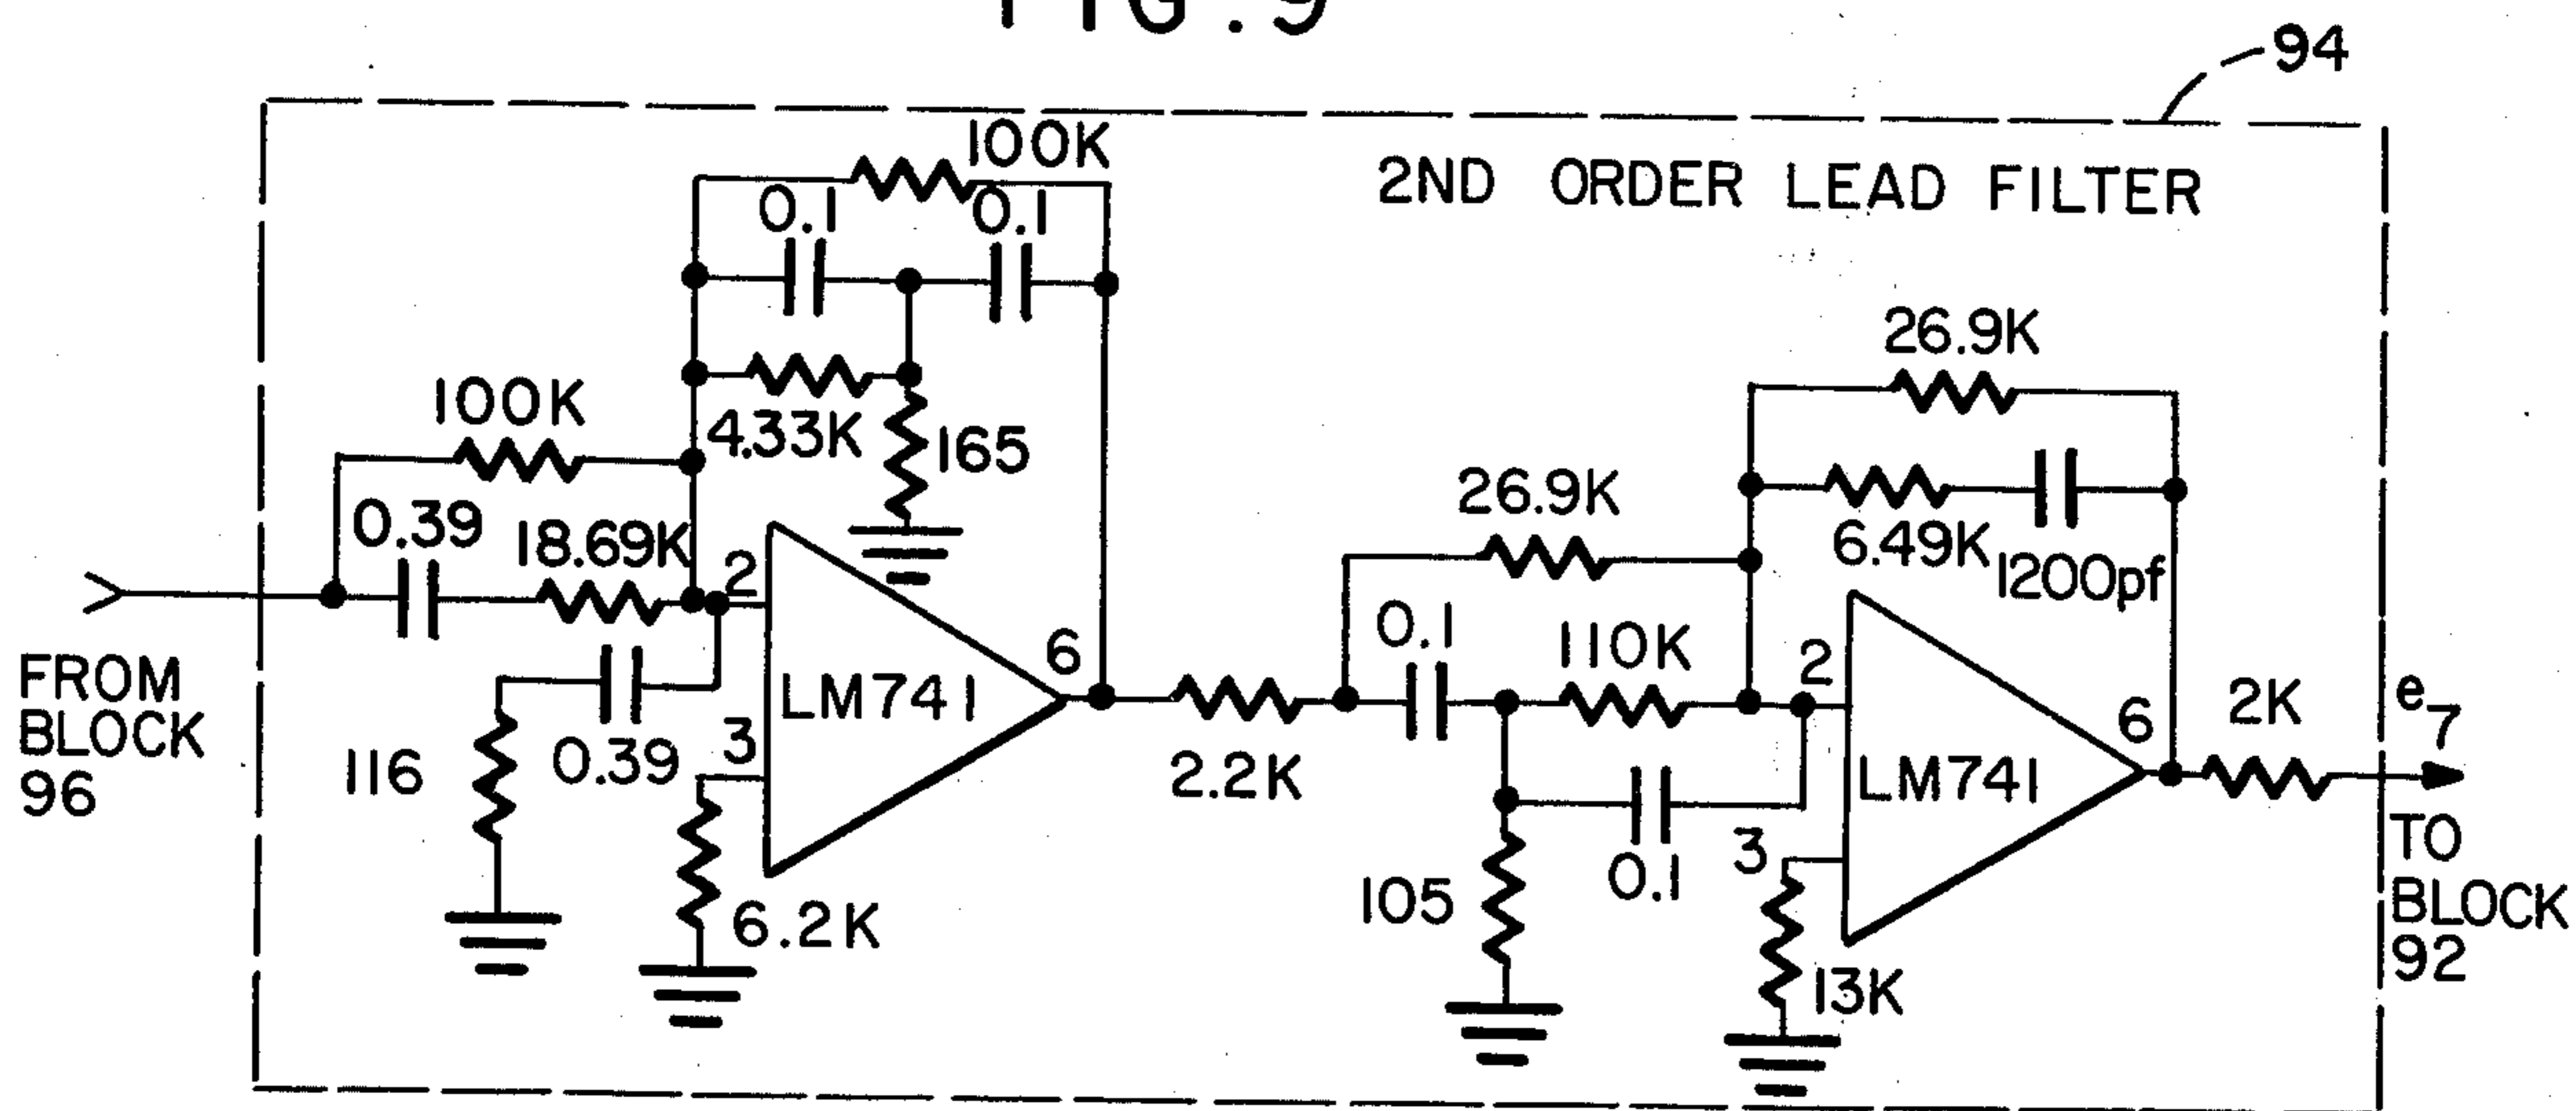 FIG.9
94
2ND ORDER LEAD FILTER
100K
0.1
0.1
4.33K
165
100K
0.39
18.69K
2
LM741
6
3
FROM
BLOCK
96
116
0.39
6.2K
2.2K
26.9K
0.1
110K
26.9K
6.49K
1200pf
2
LM741
6
3
105
0.1
13K
2K
e7
TO
BLOCK
92